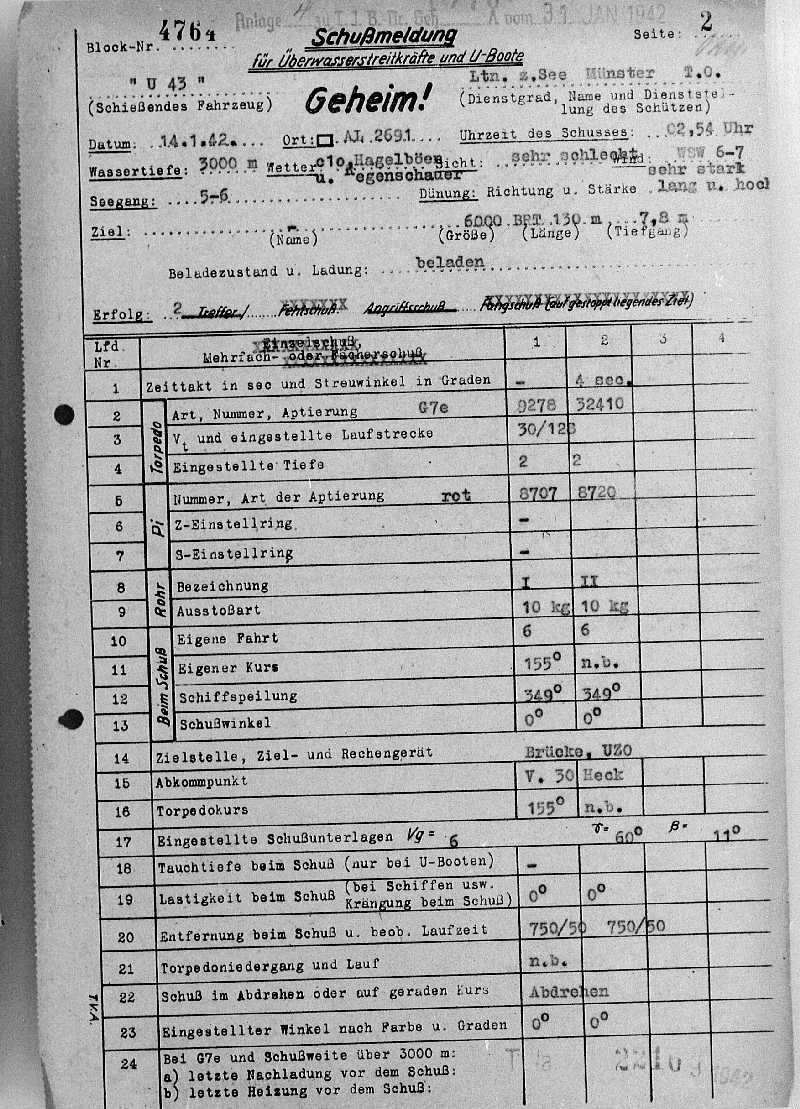 Anlage 4 zu T.J.B.Nr. Geh. A vom 31. JAN 1942
Block-Nr. 4764
Schußmeldung
Seite: 2
für Überwasserstreitkräfte und U-Boote
" U 43 "
Ltn. z.See Münster T.O.
(Schießendes Fahrzeug)
Geheim!
(Dienstgrad, Name und Dienststel-
lung des Schützen)
Datum: 14.1.42. Ort: AL 2691 Uhrzeit des Schusses: 02,54 Uhr
Wassertiefe: 3000 m Wetter: c10,Hagelböen Sicht: sehr schlecht Wind: WSW 6-7
u. Regenschauer sehr stark
Seegang: 5-6 Dünung: Richtung u. Stärke lang u. hoch
Ziel: - 6000 BRT 130 m 7,8 m
(Name) (Größe) (Länge) (Tiefgang)
Beladezustand u. Ladung: beladen
Erfolg: 2 Treffer/ Fehlschuß. Angriffsschuß Fangschuß (auf gestoppt liegendes Ziel)
Lfd. Nr. Einzelschuß, 1 2 3 4
Mehrfach- oder Fächerschuß
1 Zeittakt in sec und Streuwinkel in Graden - 4 sec.
Torpedo
2 Art, Nummer, Aptierung G7e 9278 32410
3 Vt und eingestellte Laufstrecke 30/128
4 Eingestellte Tiefe 2 2
Pi
5 Nummer, Art der Aptierung rot 8707 8720
6 Z-Einstellring -
7 S-Einstellring -
Rohr
8 Bezeichnung I II
9 Ausstoßart 10 kg 10 kg
Beim Schuß
10 Eigene Fahrt 6 6
11 Eigener Kurs 155° n.b.
12 Schiffspeilung 349° 349°
13 Schußwinkel 0° 0°
14 Zielstelle, Ziel- und Rechengerät Brücke, UZO
15 Abkommpunkt V. 30 Heck
16 Torpedokurs 155° n.b.
17 Eingestellte Schußunterlagen Vg = 6 γ= 60° β= 11°
18 Tauchtiefe beim Schuß (nur bei U-Booten) -
19 Lastigkeit beim Schuß (bei Schiffen usw. Krängung beim Schuß) 0° 0°
20 Entfernung beim Schuß u. beob. Laufzeit 750/50 750/50
21 Torpedoniedergang und Lauf n.b.
22 Schuß im Abdrehen oder auf geraden Kurs Abdrehen
23 Eingestellter Winkel nach Farbe u. Graden 0° 0°
24 Bei G7e und Schußweite über 3000 m:
a) letzte Nachladung vor dem Schuß:
b) letzte Heizung vor dem Schuß:
TVA.